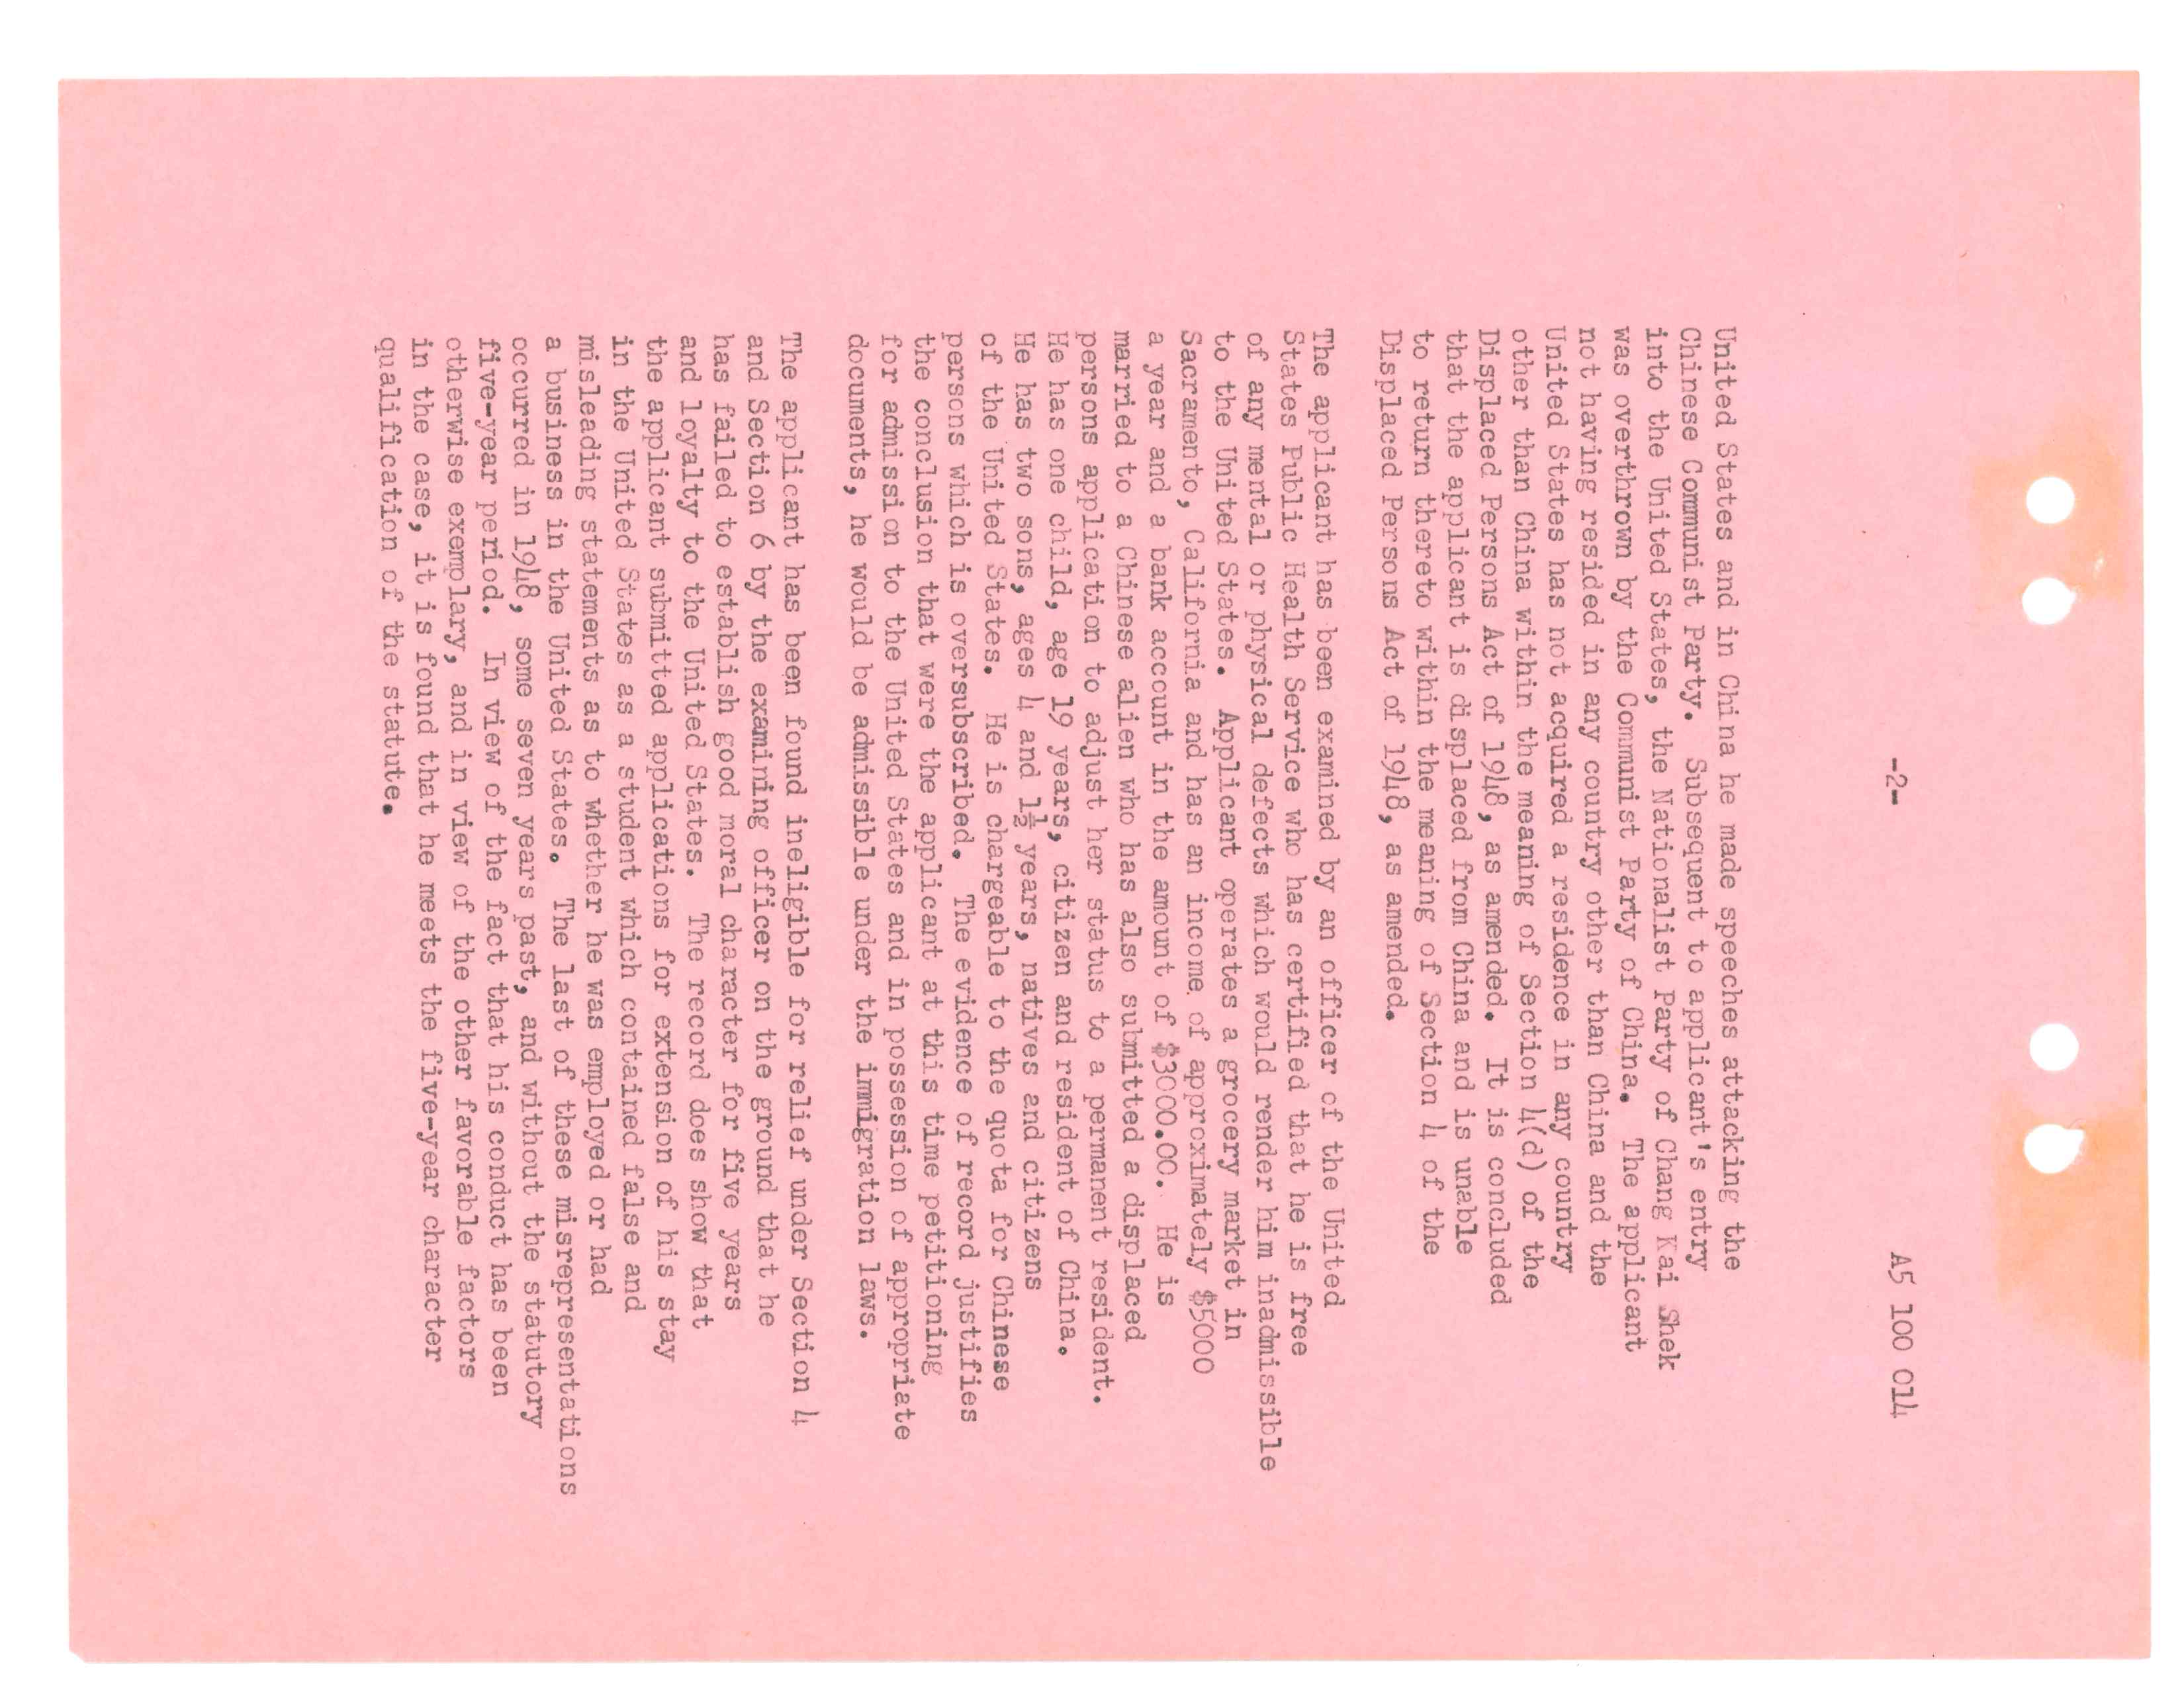 -2-
A5 100 014
United States and in China he made speeches attacking the
Chinese Communist Party. Subsequent to applicant's entry
into the United States, the Nationalist Party of Chang Kai Shek
was overthrown by the Communist Party of China. The applicant
not having resided in any country other than China and the
United States has not acquired a residence in any country
other than China within the meaning of Section 4(d) of the
Displaced Persons Act of 1948, as amended. It is concluded
that the applicant is displaced from China and is unable
to return thereto within the meaning of Section 4 of the
Displaced Persons Act of 1948, as amended.
The applicant has been examined by an officer of the United
States Public Health Service who has certified that he is free
of any mental or physical defects which would render him inadmissible
to the United States. Applicant operates a grocery market in
Sacramento, California and has an income of approximately $5000
a year and a bank account in the amount of $3000.00. He is
married to a Chinese alien who has also submitted a displaced
persons application to adjust her status to a permanent resident.
He has one child, age 19 years, citizen and resident of China.
He has two sons, ages 4 and 1½ years, natives and citizens
of the United States. He is chargeable to the quota for Chinese
persons which is oversubscribed. The evidence of record justifies
the conclusion that were the applicant at this time petitioning
for admission to the United States and in possession of appropriate
documents, he would be admissible under the immigration laws.
The applicant has been found ineligible for relief under Section 4
and Section 6 by the examining officer on the ground that he
has failed to establish good moral character for five years
and loyalty to the United States. The record does show that
the applicant submitted applications for extension of his stay
in the United States as a student which contained false and
misleading statements as to whether he was employed or had
a business in the United States. The last of these misrepresentations
occurred in 1948, some seven years past, and without the statutory
five-year period. In view of the fact that his conduct has been
otherwise exemplary, and in view of the other favorable factors
in the case, it is found that he meets the five-year character
qualification of the statute.